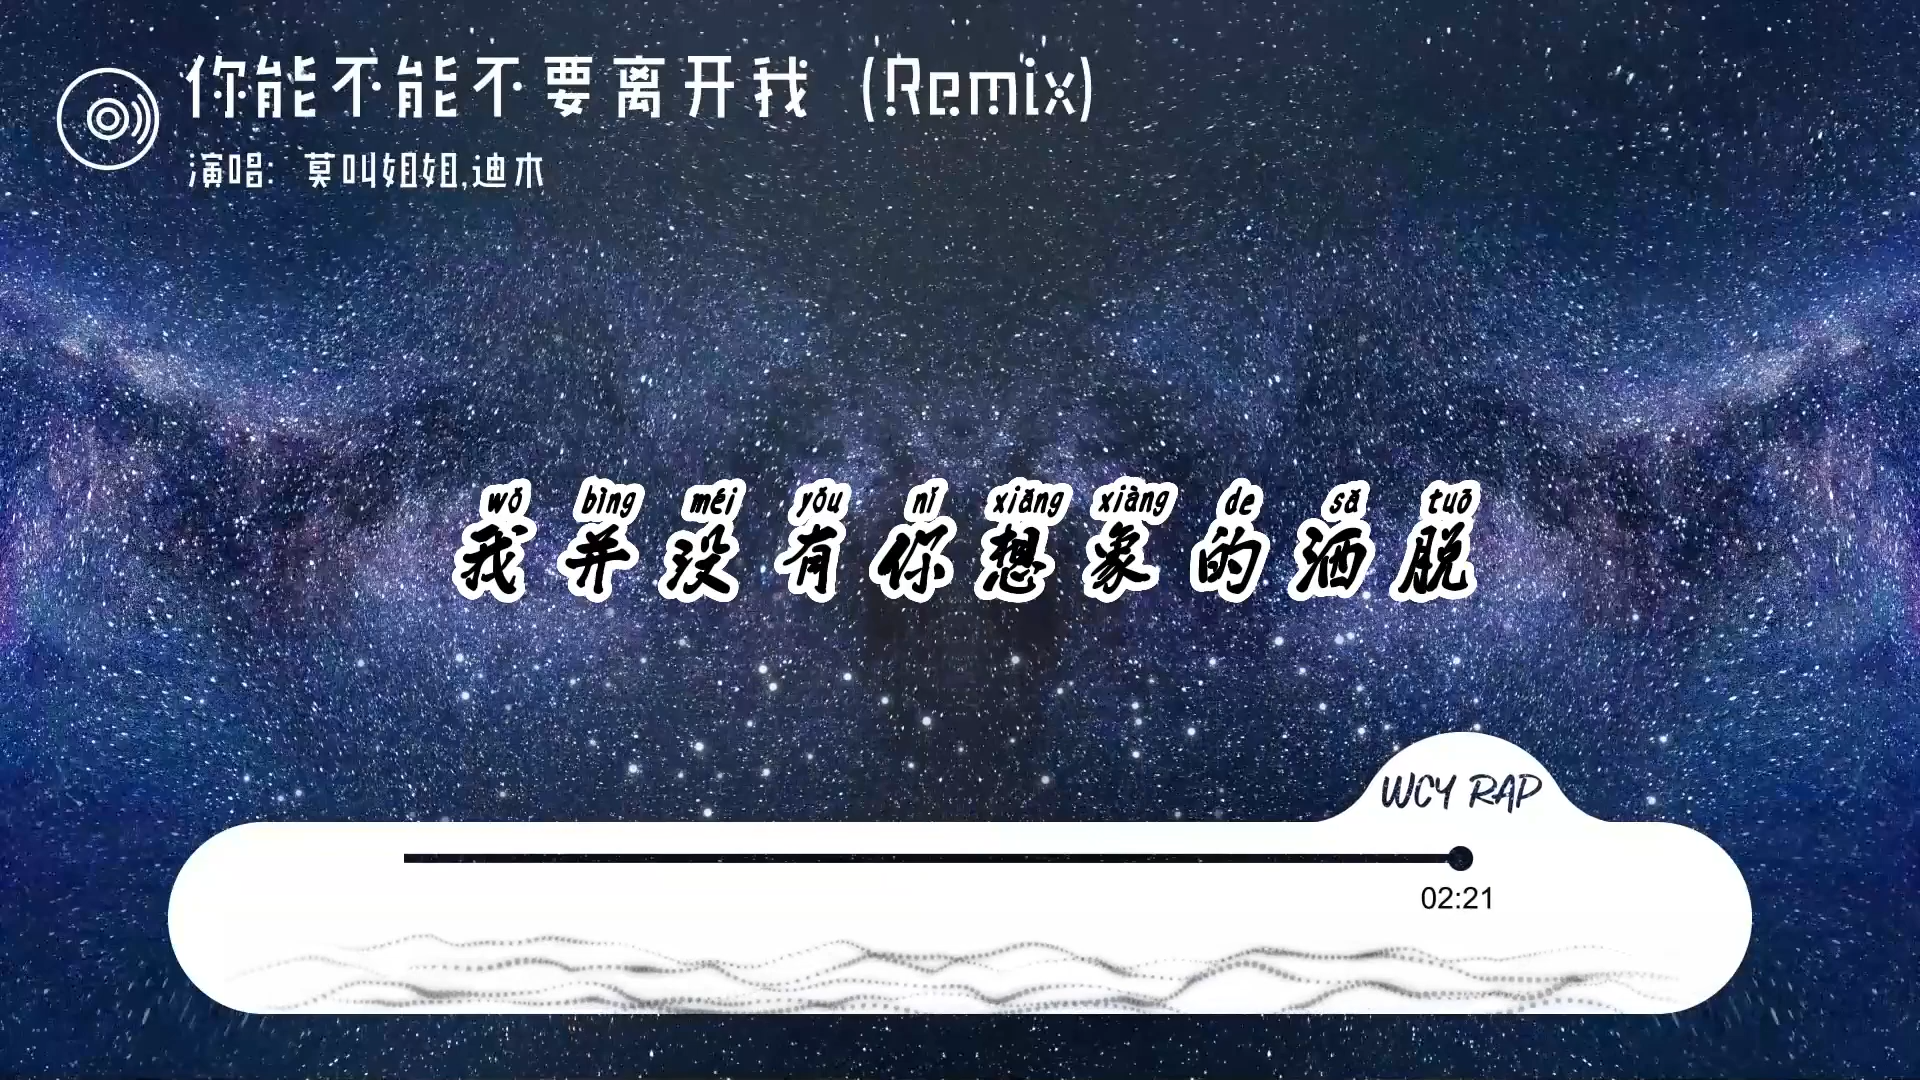 你能不能不要离开我 (Remix)
演唱: 莫叫姐姐,迪木
wǒ bìng méi yǒu nǐ xiǎng xiàng de sǎ tuō
我并没有你想象的洒脱
WCY RAP
02:21